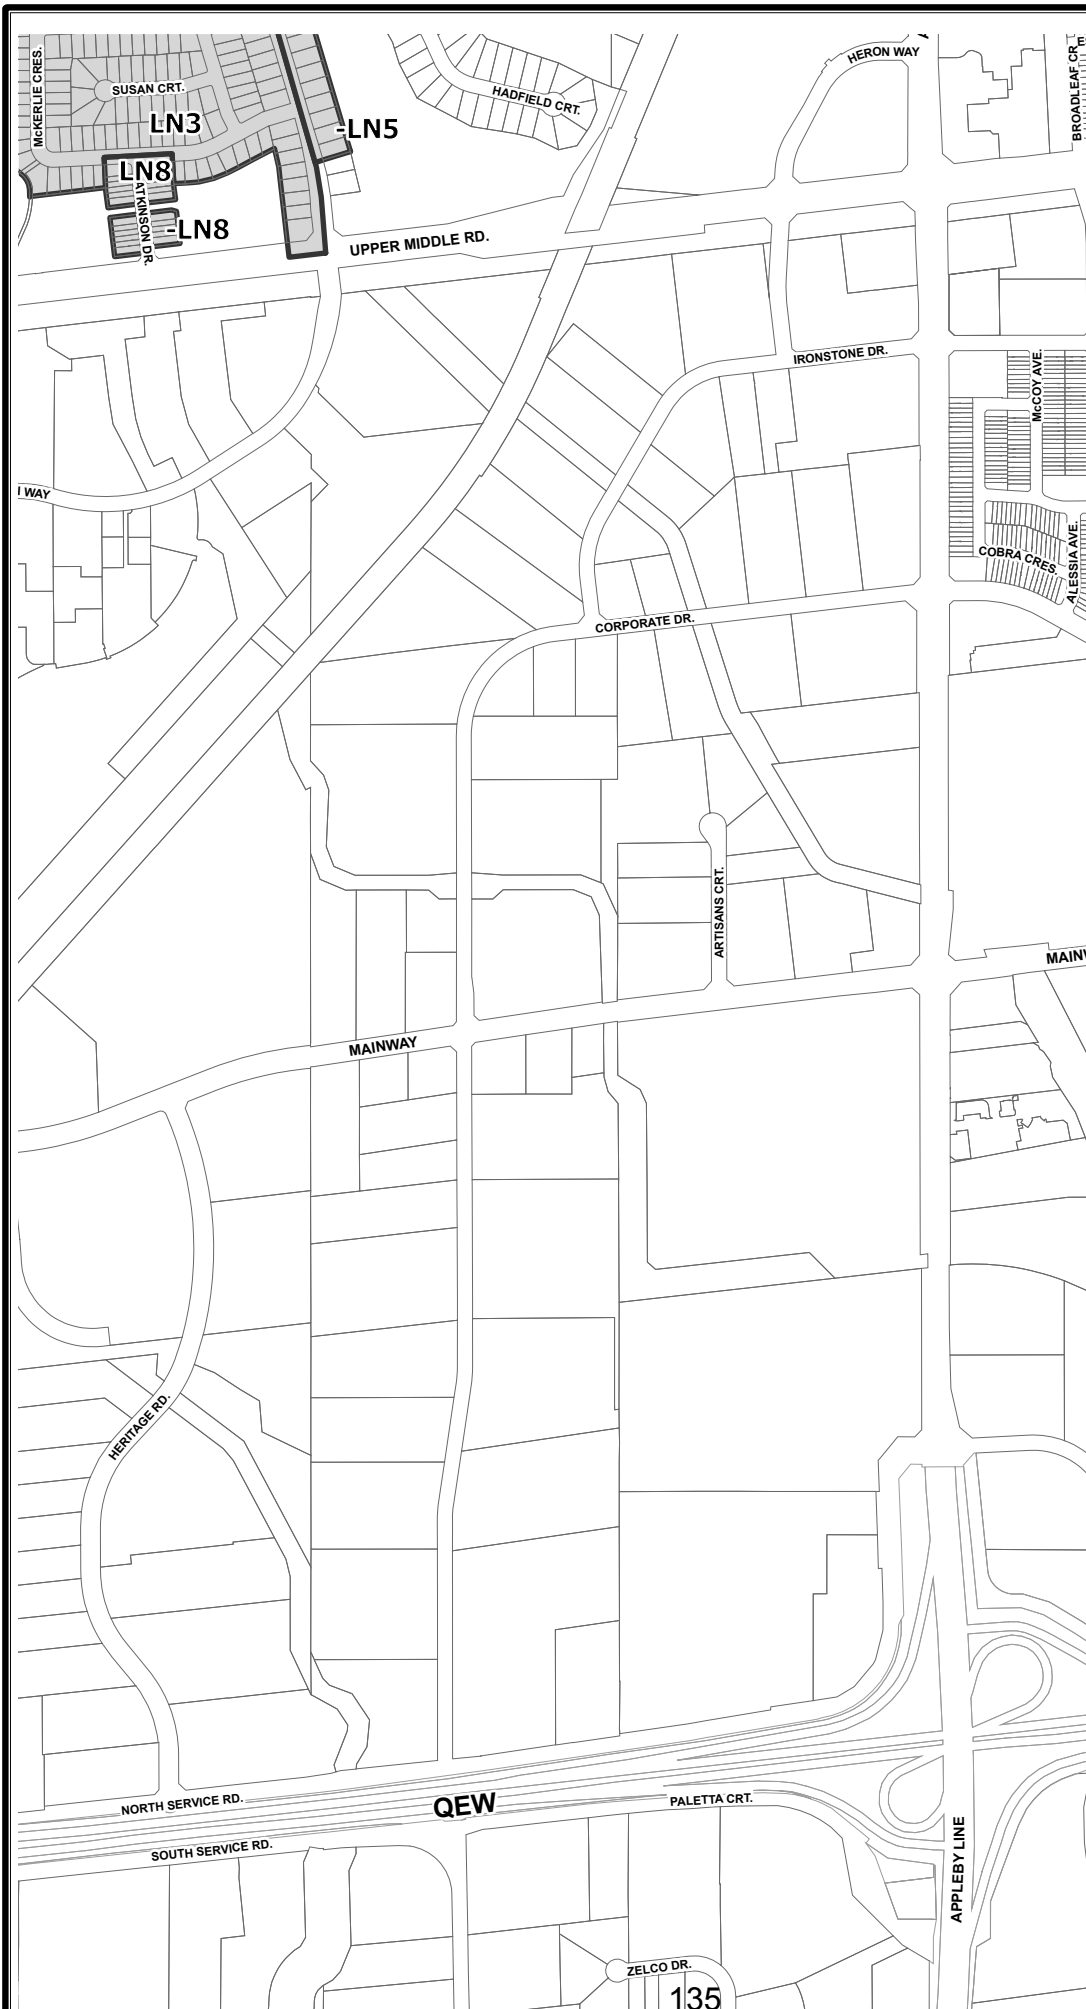 HERON WAY
McKERLIE CRES.
SUSAN CRT.
HADFIELD CRT.
BROADLEAF CR
LN3
-LN5
LN8
ATKINSON DR.
-LN8
UPPER MIDDLE RD.
IRONSTONE DR.
McCOY AVE.
WAY
COBRA CRES.
ALESSIA AVE.
CORPORATE DR.
ARTISANS CRT.
MAINWAY
MAINW
HERITAGE RD.
NORTH SERVICE RD.
QEW
PALETTA CRT.
SOUTH SERVICE RD.
APPLEBY LINE
ZELCO DR.
135